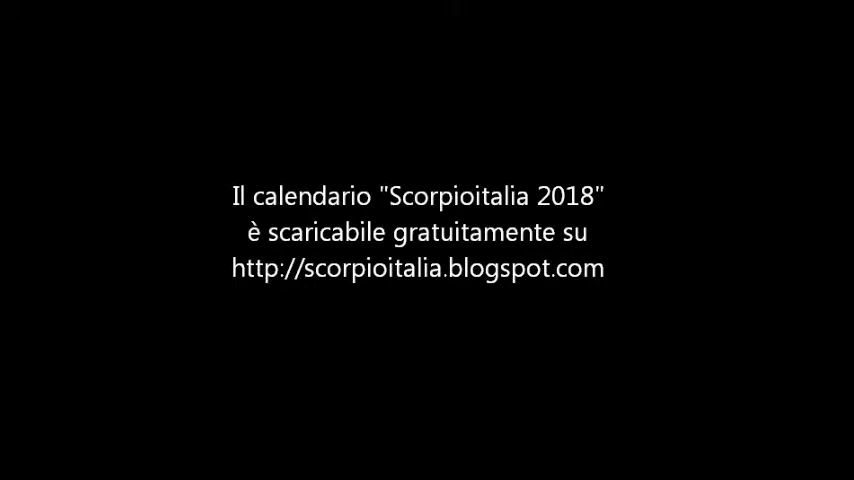 Il calendario "Scorpioitalia 2018"
è scaricabile gratuitamente su
http://scorpioitalia.blogspot.com